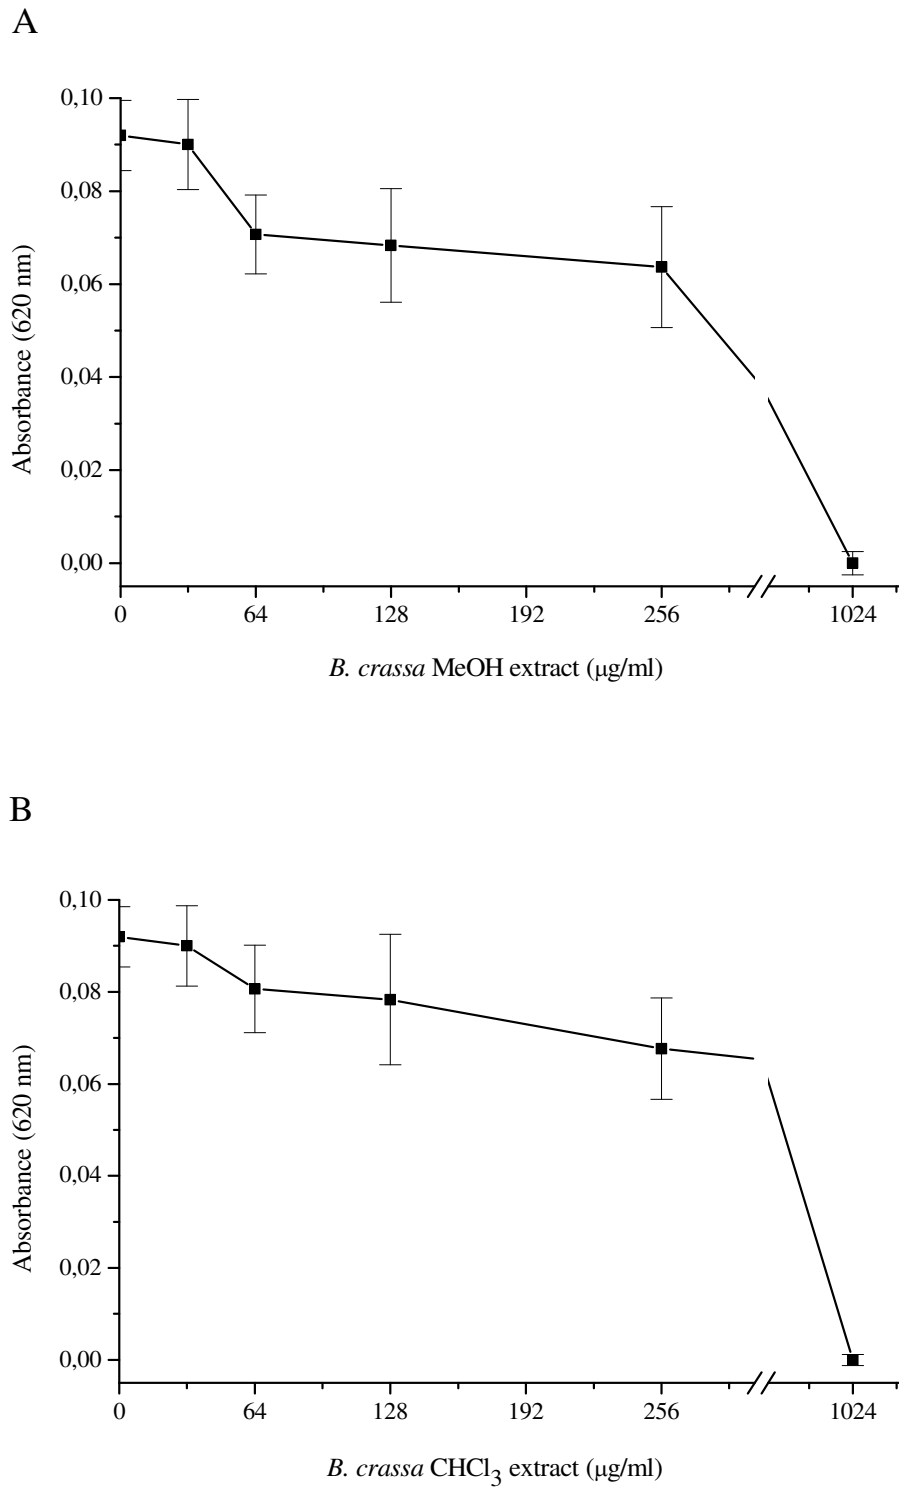 A
0,10
0,08
0,06
0,04
0,02
0,00
Absorbance (620 nm)
0 64 128 192 256 1024
B. crassa MeOH extract (μg/ml)
B
0,10
0,08
0,06
0,04
0,02
0,00
Absorbance (620 nm)
0 64 128 192 256 1024
B. crassa CHCl3 extract (μg/ml)